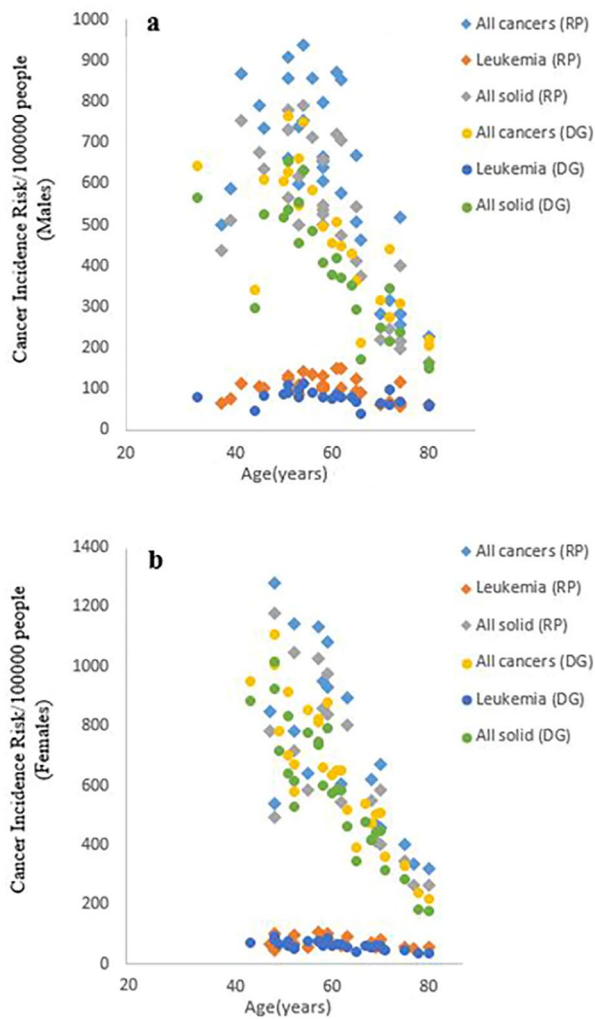 a
1000
900
800
700
600
500
400
300
200
100
0
20 40 60 80
Age(years)
Cancer Incidence Risk/100000 people
(Males)
All cancers (RP)
Leukemia (RP)
All solid (RP)
All cancers (DG)
Leukemia (DG)
All solid (DG)
b
1400
1200
1000
800
600
400
200
0
20 40 60 80
Age(years)
Cancer Incidence Risk/100000 people
(Females)
All cancers (RP)
Leukemia (RP)
All solid (RP)
All cancers (DG)
Leukemia (DG)
All solid (DG)